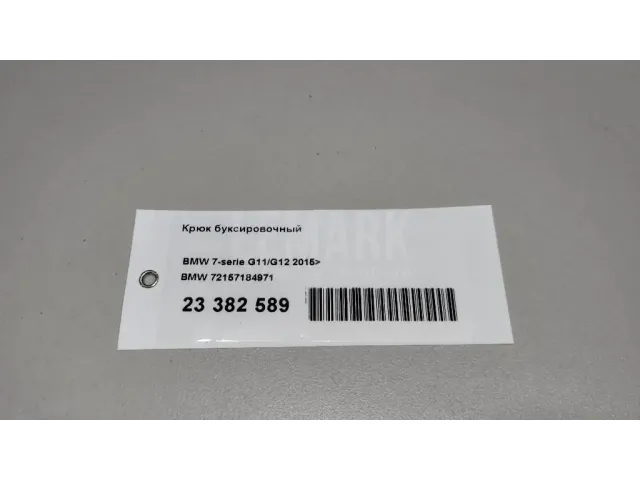 Крюк буксировочный
BMW 7-serie G11/G12 2015>
BMW 72157184971
23 382 589